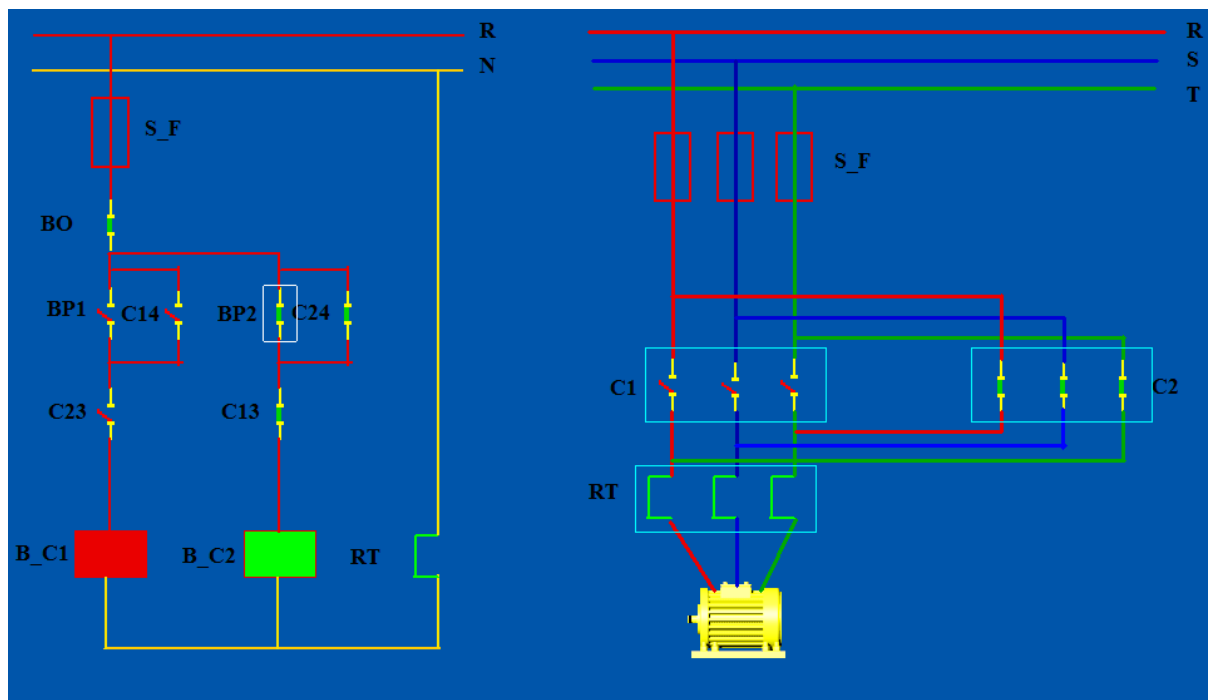 R
N
S_F
BO
BP1
C14
BP2
C24
C23
C13
B_C1
B_C2
RT
R
S
T
S_F
C1
C2
RT